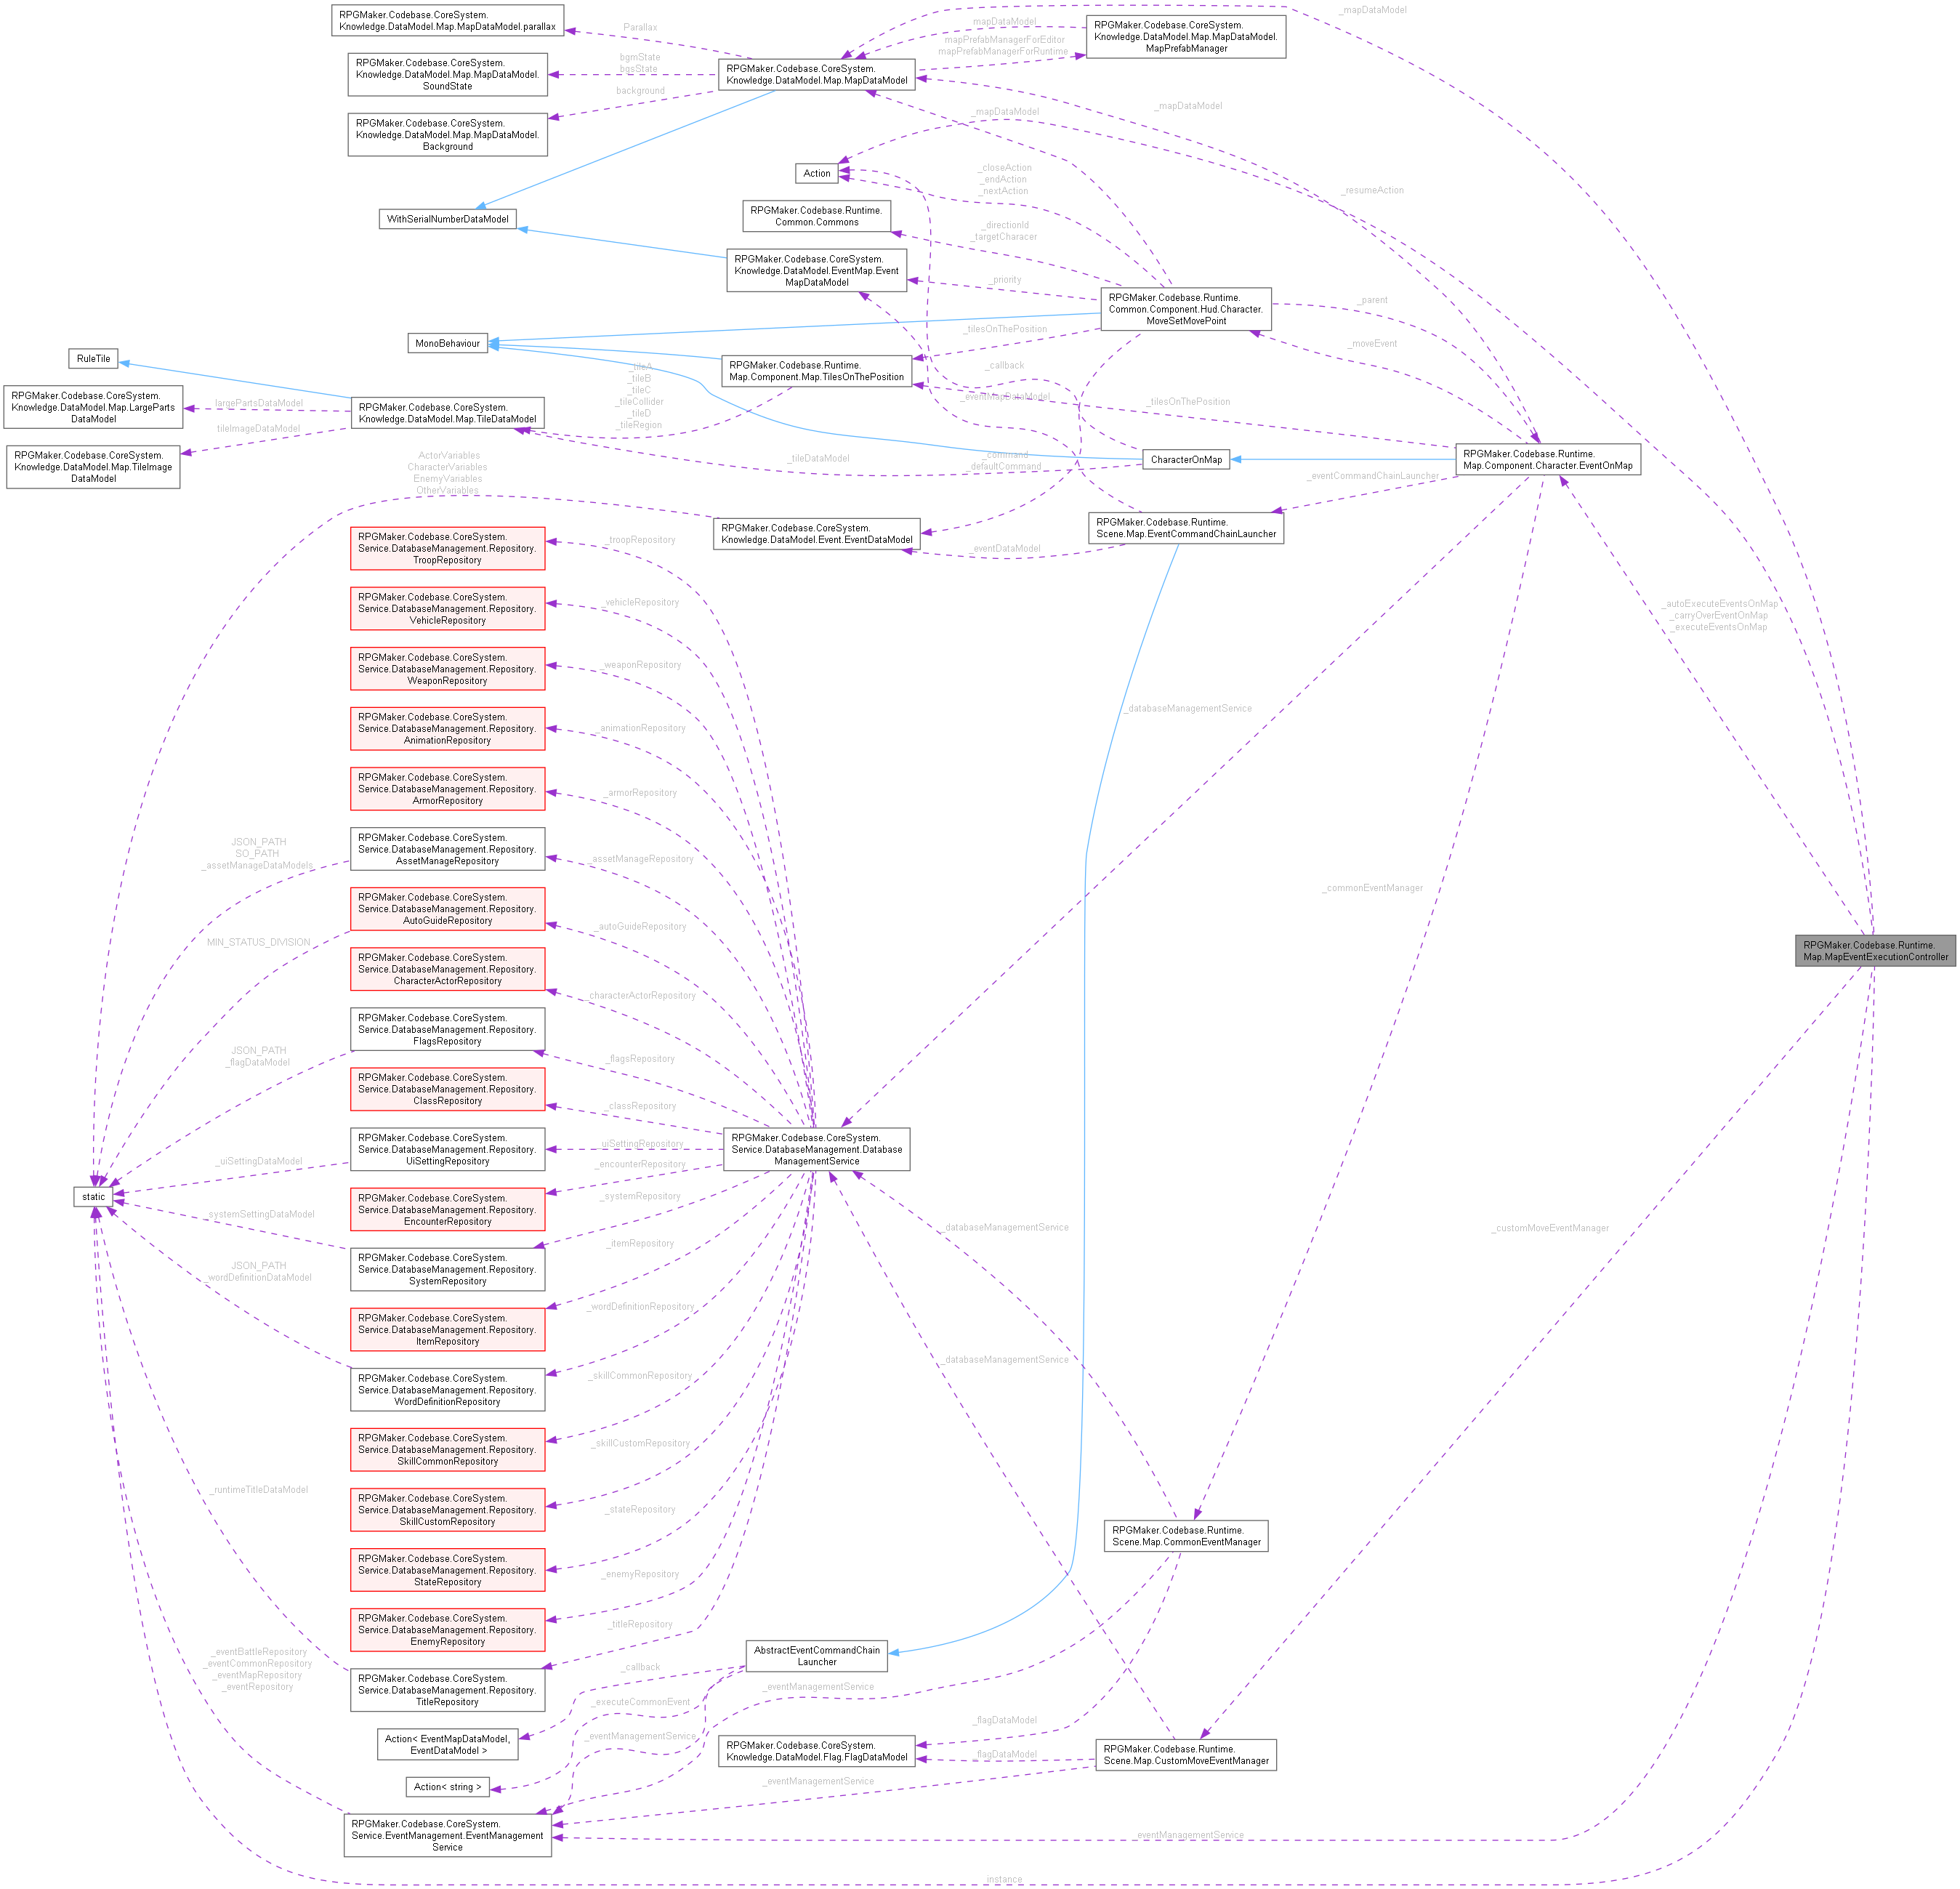 RPGMaker.Codebase.CoreSystem.
Knowledge.DataModel.Map.MapDataModel.parallax
RPGMaker.Codebase.CoreSystem.
Knowledge.DataModel.Map.MapDataModel.
SoundState
RPGMaker.Codebase.CoreSystem.
Knowledge.DataModel.Map.MapDataModel.
Background
Parallax
bgmState
bgsState
background
RPGMaker.Codebase.CoreSystem.
Knowledge.DataModel.Map.MapDataModel
mapDataModel
mapPrefabManagerForEditor
mapPrefabManagerForRuntime
RPGMaker.Codebase.CoreSystem.
Knowledge.DataModel.Map.MapDataModel.
MapPrefabManager
_mapDataModel
_mapDataModel
_mapDataModel
Action
_closeAction
_endAction
_nextAction
_resumeAction
WithSerialNumberDataModel
RPGMaker.Codebase.Runtime.
Common.Commons
_directionId
_targetCharacer
RPGMaker.Codebase.CoreSystem.
Knowledge.DataModel.EventMap.Event
MapDataModel
_priority
RPGMaker.Codebase.Runtime.
Common.Component.Hud.Character.
MoveSetMovePoint
_parent
_moveEvent
MonoBehaviour
_tilesOnThePosition
RuleTile
RPGMaker.Codebase.Runtime.
Map.Component.Map.TilesOnThePosition
_callback
_tileA
_tileB
_tileC
_tileCollider
_tileD
_tileRegion
RPGMaker.Codebase.CoreSystem.
Knowledge.DataModel.Map.LargeParts
DataModel
largePartsDataModel
RPGMaker.Codebase.CoreSystem.
Knowledge.DataModel.Map.TileDataModel
_eventMapDataModel
_tilesOnThePosition
tileImageDataModel
RPGMaker.Codebase.CoreSystem.
Knowledge.DataModel.Map.TileImage
DataModel
ActorVariables
CharacterVariables
EnemyVariables
OtherVariables
_tileDataModel
_command
_defaultCommand
CharacterOnMap
RPGMaker.Codebase.Runtime.
Map.Component.Character.EventOnMap
_eventCommandChainLauncher
RPGMaker.Codebase.CoreSystem.
Knowledge.DataModel.Event.EventDataModel
_eventDataModel
RPGMaker.Codebase.Runtime.
Scene.Map.EventCommandChainLauncher
RPGMaker.Codebase.CoreSystem.
Service.DatabaseManagement.Repository.
TroopRepository
_troopRepository
RPGMaker.Codebase.CoreSystem.
Service.DatabaseManagement.Repository.
VehicleRepository
_vehicleRepository
_autoExecuteEventsOnMap
_carryOverEventOnMap
_executeEventsOnMap
RPGMaker.Codebase.CoreSystem.
Service.DatabaseManagement.Repository.
WeaponRepository
_weaponRepository
RPGMaker.Codebase.CoreSystem.
Service.DatabaseManagement.Repository.
AnimationRepository
_animationRepository
_databaseManagementService
RPGMaker.Codebase.CoreSystem.
Service.DatabaseManagement.Repository.
ArmorRepository
_armorRepository
JSON_PATH
SO_PATH
_assetManageDataModels
RPGMaker.Codebase.CoreSystem.
Service.DatabaseManagement.Repository.
AssetManageRepository
_assetManageRepository
_commonEventManager
MIN_STATUS_DIVISION
RPGMaker.Codebase.CoreSystem.
Service.DatabaseManagement.Repository.
AutoGuideRepository
_autoGuideRepository
RPGMaker.Codebase.Runtime.
Map.MapEventExecutionController
RPGMaker.Codebase.CoreSystem.
Service.DatabaseManagement.Repository.
CharacterActorRepository
_characterActorRepository
JSON_PATH
_flagDataModel
RPGMaker.Codebase.CoreSystem.
Service.DatabaseManagement.Repository.
FlagsRepository
_flagsRepository
RPGMaker.Codebase.CoreSystem.
Service.DatabaseManagement.Repository.
ClassRepository
_classRepository
_uiSettingDataModel
RPGMaker.Codebase.CoreSystem.
Service.DatabaseManagement.Repository.
UiSettingRepository
_uiSettingRepository
RPGMaker.Codebase.CoreSystem.
Service.DatabaseManagement.Database
ManagementService
static
_encounterRepository
RPGMaker.Codebase.CoreSystem.
Service.DatabaseManagement.Repository.
EncounterRepository
_systemSettingDataModel
_systemRepository
_databaseManagementService
_customMoveEventManager
RPGMaker.Codebase.CoreSystem.
Service.DatabaseManagement.Repository.
SystemRepository
_itemRepository
JSON_PATH
_wordDefinitionDataModel
RPGMaker.Codebase.CoreSystem.
Service.DatabaseManagement.Repository.
ItemRepository
_wordDefinitionRepository
_databaseManagementService
RPGMaker.Codebase.CoreSystem.
Service.DatabaseManagement.Repository.
WordDefinitionRepository
_skillCommonRepository
RPGMaker.Codebase.CoreSystem.
Service.DatabaseManagement.Repository.
SkillCommonRepository
_skillCustomRepository
_runtimeTitleDataModel
RPGMaker.Codebase.CoreSystem.
Service.DatabaseManagement.Repository.
SkillCustomRepository
_stateRepository
RPGMaker.Codebase.Runtime.
Scene.Map.CommonEventManager
RPGMaker.Codebase.CoreSystem.
Service.DatabaseManagement.Repository.
StateRepository
_enemyRepository
RPGMaker.Codebase.CoreSystem.
Service.DatabaseManagement.Repository.
EnemyRepository
_titleRepository
_eventBattleRepository
_eventCommonRepository
_eventMapRepository
_eventRepository
RPGMaker.Codebase.CoreSystem.
Service.DatabaseManagement.Repository.
TitleRepository
_callback
AbstractEventCommandChain
Launcher
_eventManagementService
_executeCommonEvent
Action< EventMapDataModel,
EventDataModel >
_eventManagementService
RPGMaker.Codebase.CoreSystem.
Knowledge.DataModel.Flag.FlagDataModel
_flagDataModel
_flagDataModel
RPGMaker.Codebase.Runtime.
Scene.Map.CustomMoveEventManager
Action< string >
_eventManagementService
RPGMaker.Codebase.CoreSystem.
Service.EventManagement.EventManagement
Service
eventManagementService
instance